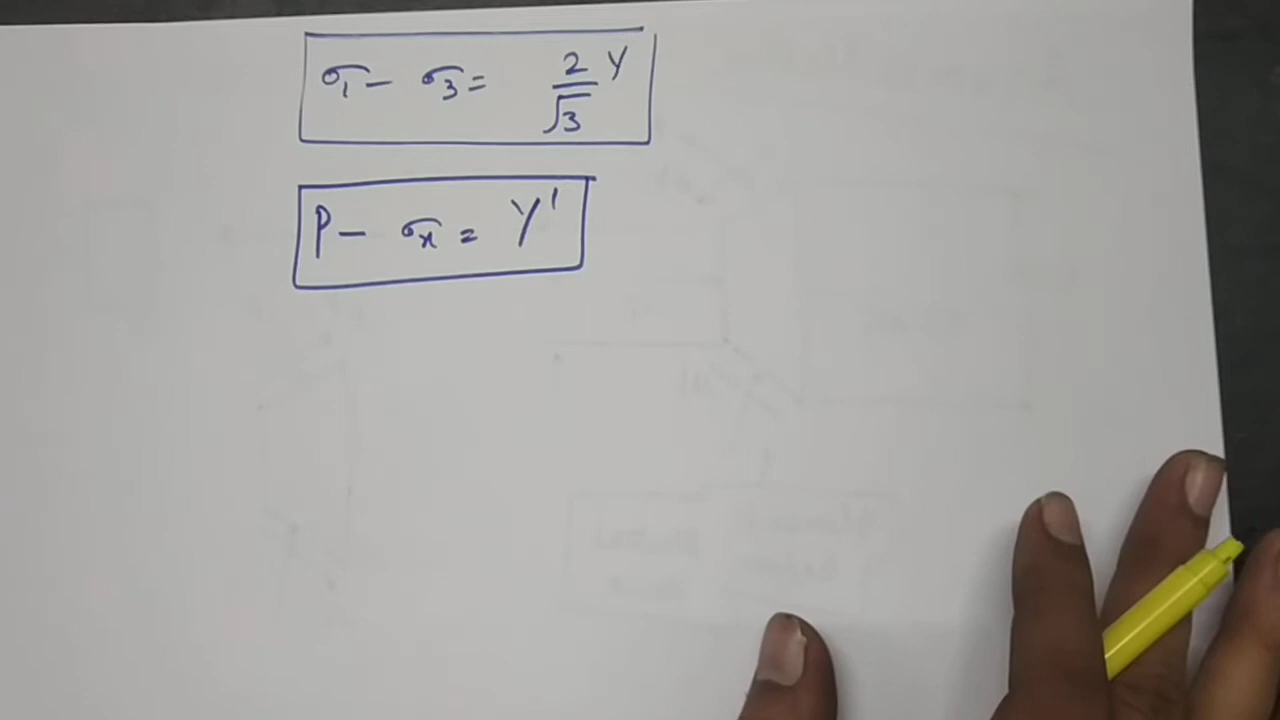 σ₁ - σ₃ = 2/√3 Y
P - σₓ = Y'